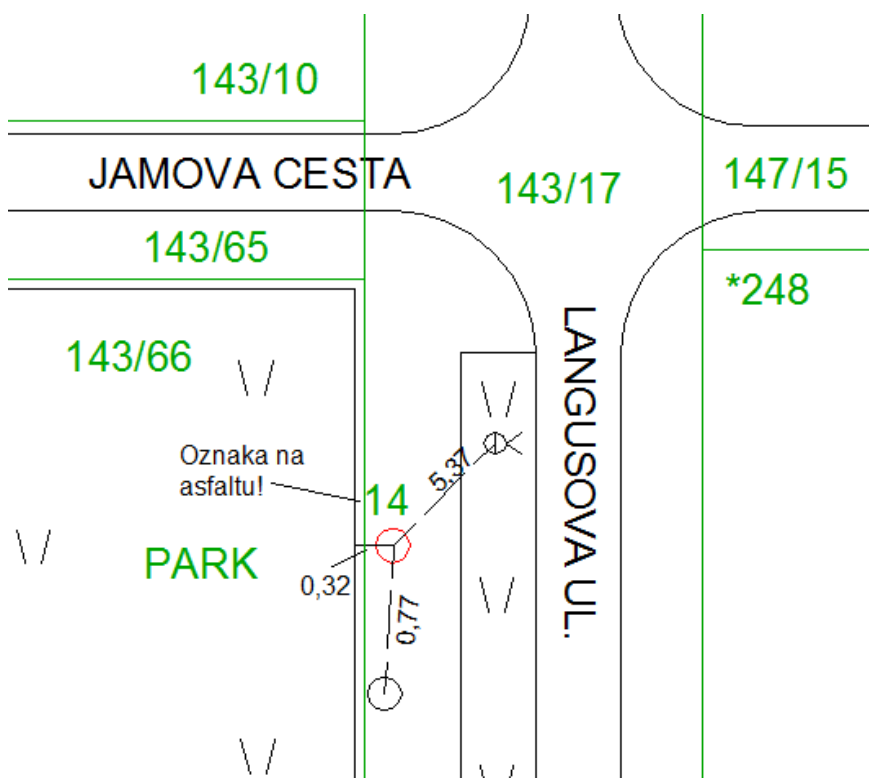 143/10
JAMOVA CESTA
143/17
147/15
143/65
*248
143/66
LANGUSOVA UL.
Oznaka na
asfaltu!
5,37
14
PARK
0,32
0,77